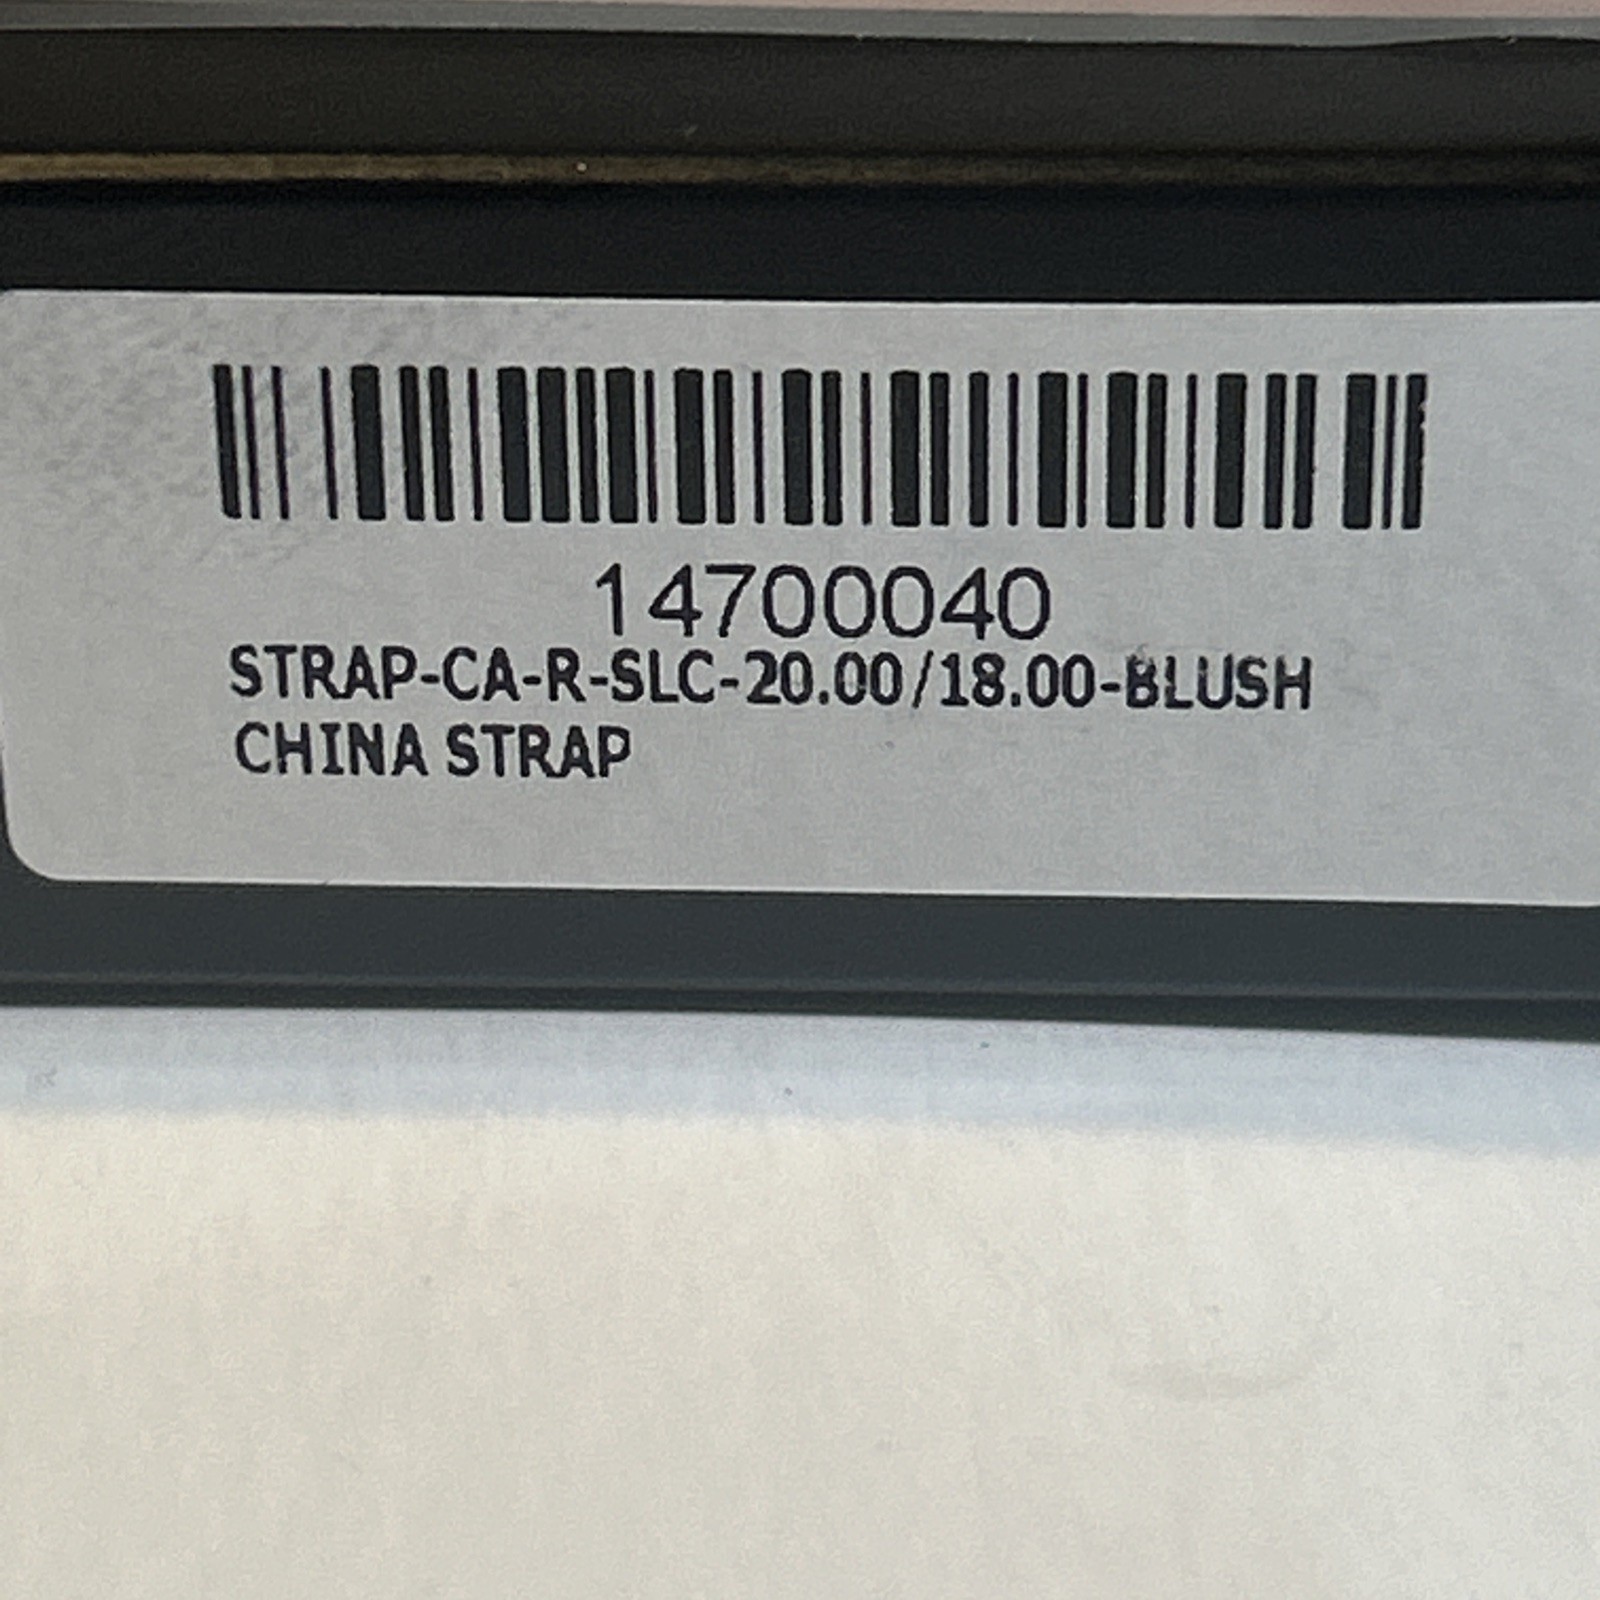 14700040
STRAP-CA-R-SLC-20.00/18.00-BLUSH
CHINA STRAP